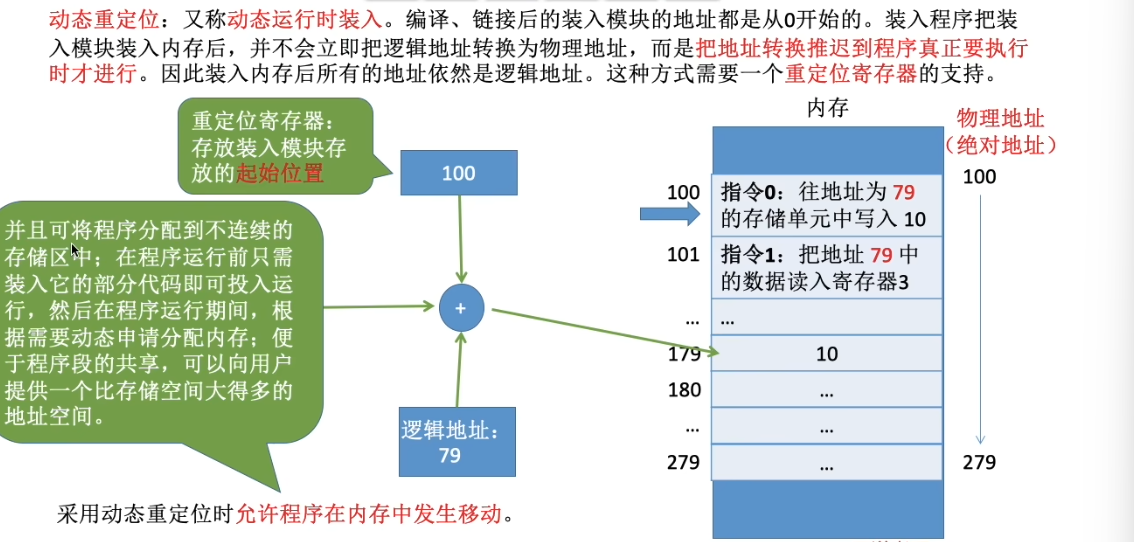 动态重定位：又称动态运行时装入。编译、链接后的装入模块的地址都是从0开始的。装入程序把装
入模块装入内存后，并不会立即把逻辑地址转换为物理地址，而是把地址转换推迟到程序真正要执行
时才进行。因此装入内存后所有的地址依然是逻辑地址。这种方式需要一个重定位寄存器的支持。
重定位寄存器：
存放装入模块存
放的起始位置
100
并且可将程序分配到不连续的
存储区中；在程序运行前只需
装入它的部分代码即可投入运
行，然后在程序运行期间，根
据需要动态申请分配内存；便
于程序段的共享，可以向用户
提供一个比存储空间大得多的
地址空间。
+
逻辑地址：
79
内存
物理地址
（绝对地址）
100
指令0：往地址为 79
的存储单元中写入 10
100
101
指令1：把地址 79 中
的数据读入寄存器3
...
...
179
10
180
...
...
...
279
...
279
采用动态重定位时允许程序在内存中发生移动。